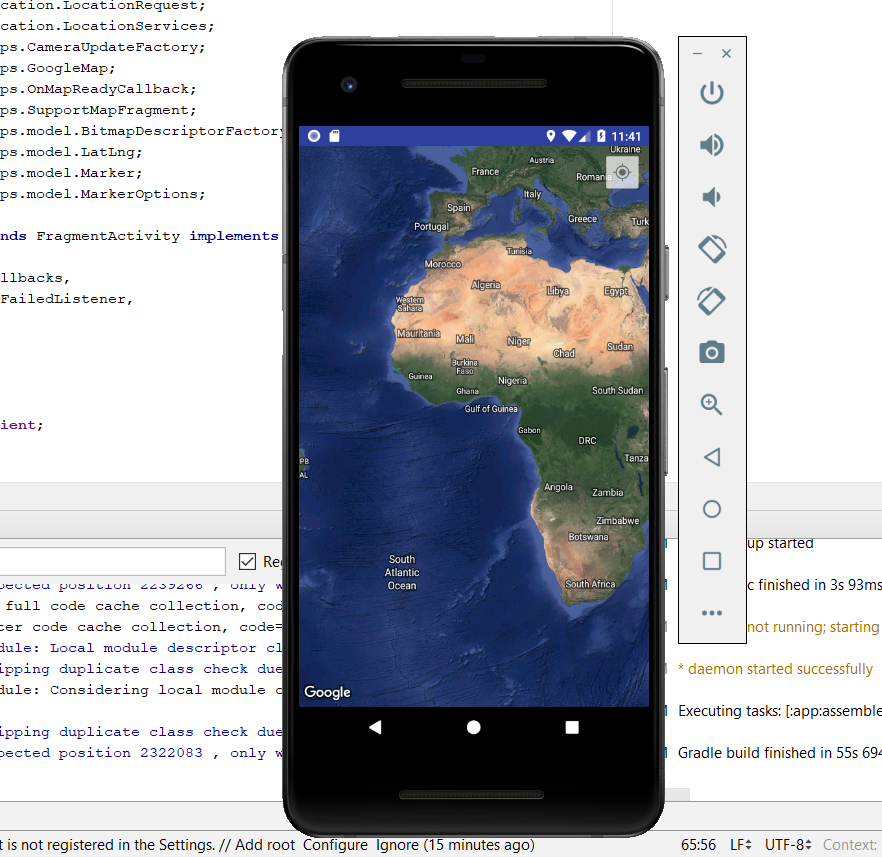 cation.LocationRequest;
cation.LocationServices;
ps.CameraUpdateFactory;
ps.GoogleMap;
ps.OnMapReadyCallback;
ps.SupportMapFragment;
ps.model.BitmapDescriptorFactory
ps.model.LatLng;
ps.model.Marker;
ps.model.MarkerOptions;
nds FragmentActivity implements
llbacks,
FailedListener,
ient;
11:41
Ukraine
Austria
France
Romania
Italy
Spain
Greece
Turk
Portugal
Tunisia
Morocco
Algeria
Libya
Egypt
Western
Sahara
Mauritania
Mali
Niger
Chad
Sudan
Burkina
Faso
Guinea
Nigeria
Ghana
South Sudan
Gulf of Guinea
Gabon
DRC
PB
AL
Tanza
Angola
Zambia
Zimbabwe
Botswana
South
Atlantic
Ocean
South Africa
Google
Reg
pected position 2239266 , only w
full code cache collection, cod
ter code cache collection, code=
dule: Local module descriptor cl
ipping duplicate class check due
dule: Considering local module c
ipping duplicate class check due
pected position 2322083 , only w
up started
c finished in 3s 93ms
not running; starting
* daemon started successfully
Executing tasks: [:app:assemble
Gradle build finished in 55s 694
t is not registered in the Settings. // Add root Configure Ignore (15 minutes ago)
65:56 LF UTF-8 Context: